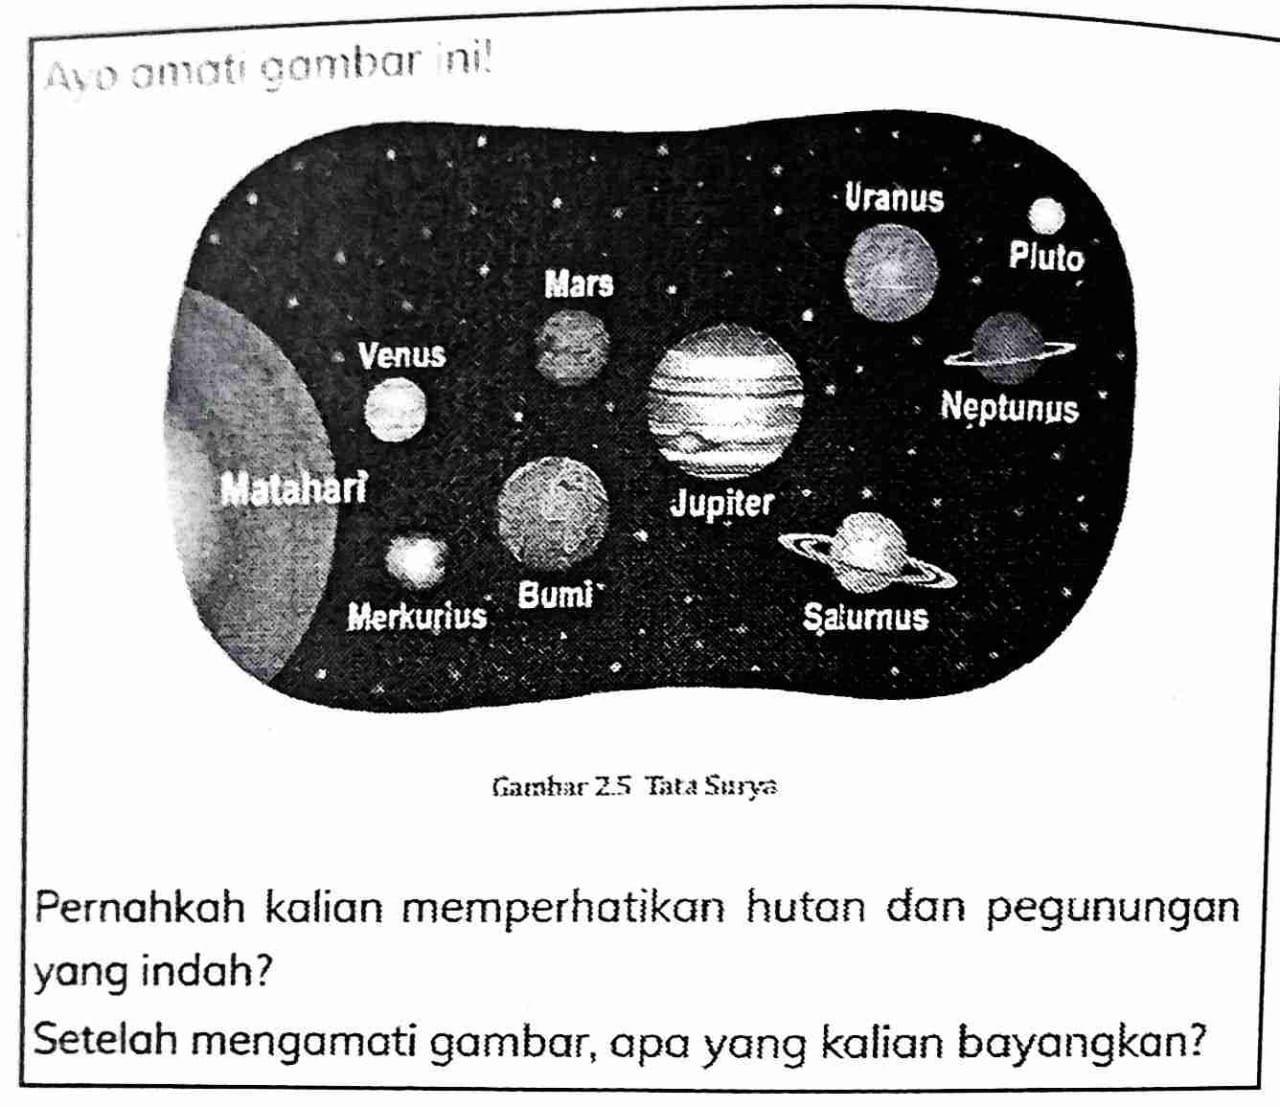 Ayo amati gambar ini!
Uranus
Pluto
Mars
Venus
Neptunus
Matahari
Jupiter
Bumi
Merkurius
Saturnus
Gambar 2.5 Tata Surya
Pernahkah kalian memperhatikan hutan dan pegunungan
yang indah?
Setelah mengamati gambar, apa yang kalian bayangkan?